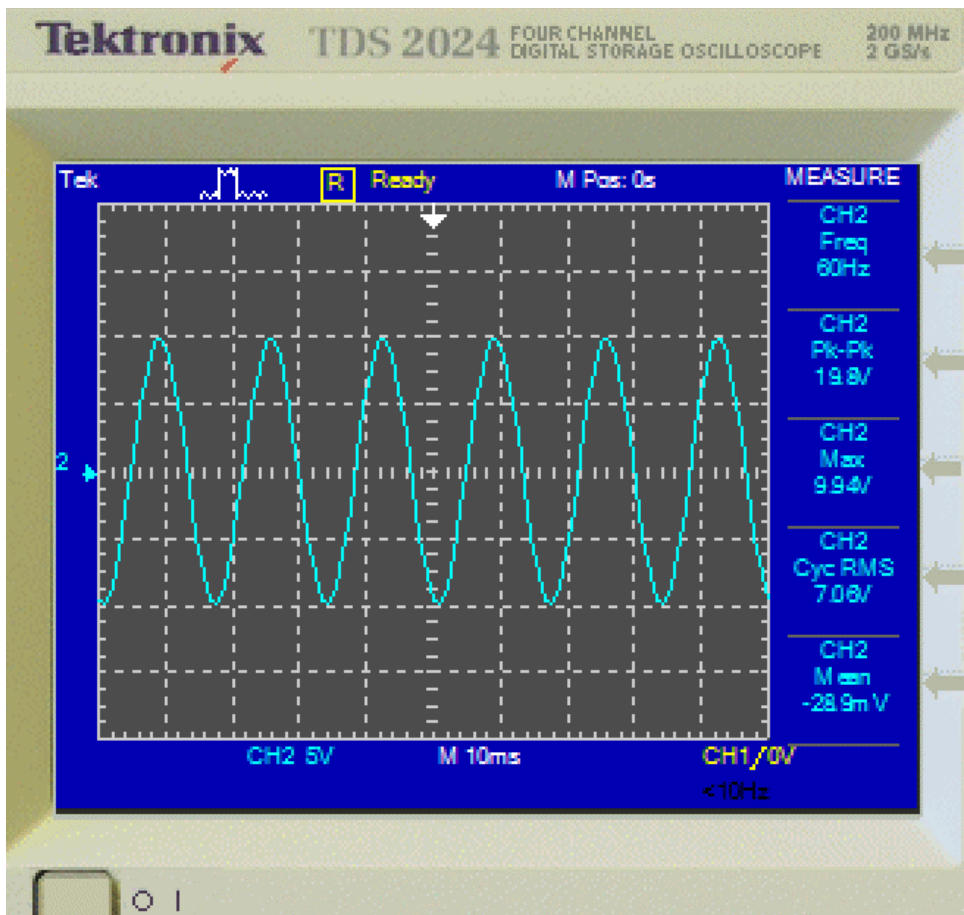 Tektronix TDS 2024 FOUR CHANNEL 200 MHz
DIGITAL STORAGE OSCILLOSCOPE 2 GS/s
Tek R Ready M Pos: 0s MEASURE
CH2
Freq
60Hz
CH2
Pk-Pk
19.8V
CH2
Max
9.94V
2
CH2
Cyc RMS
7.06V
CH2
Mean
-28.9mV
CH2 5V M 10ms CH1/0V
<10Hz
O I